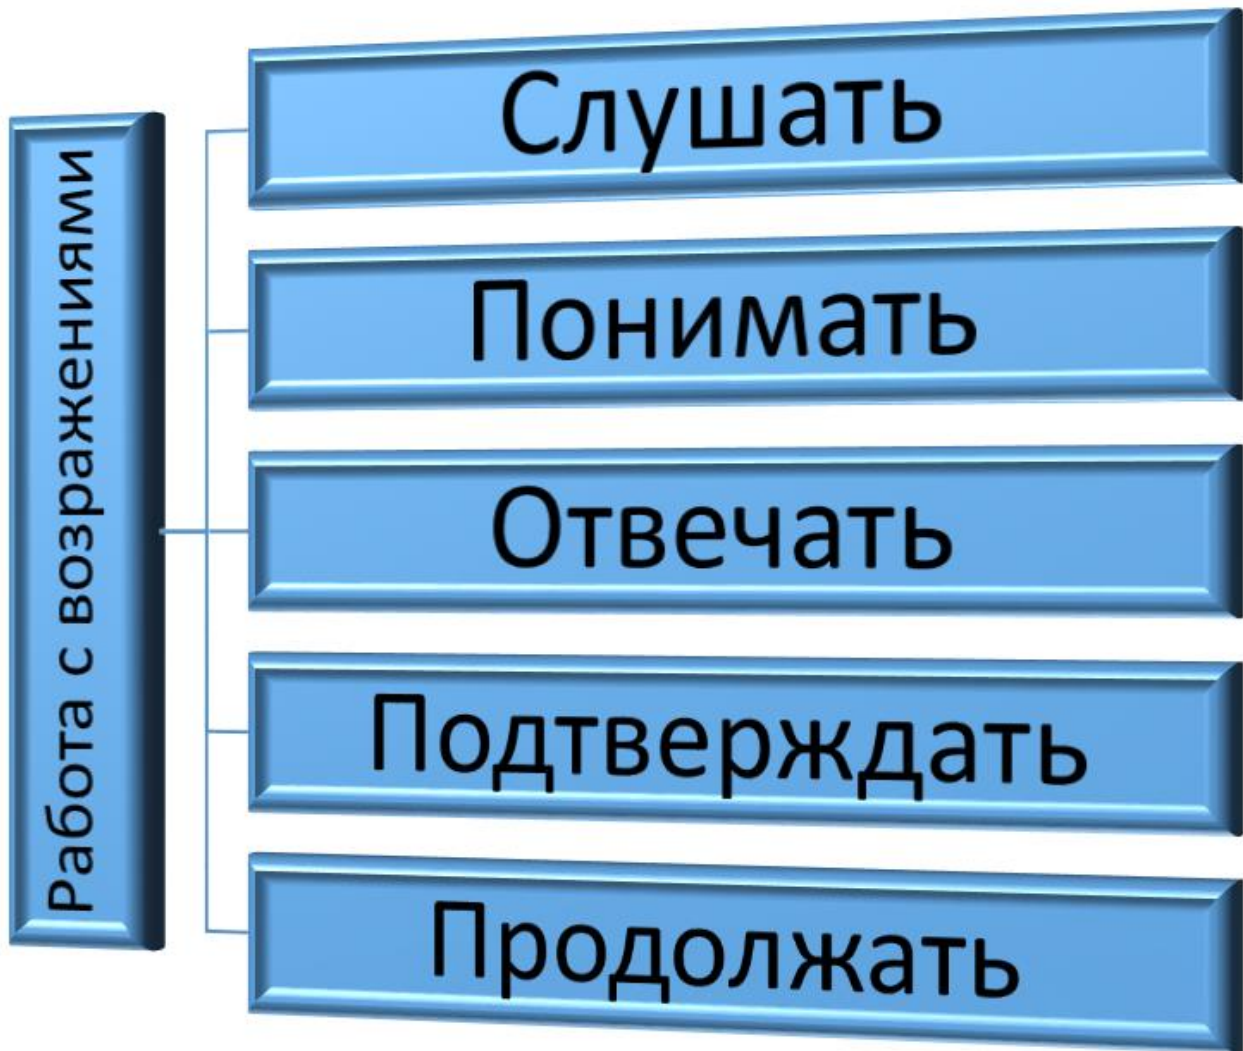 Работа с возражениями
Слушать
Понимать
Отвечать
Подтверждать
Продолжать